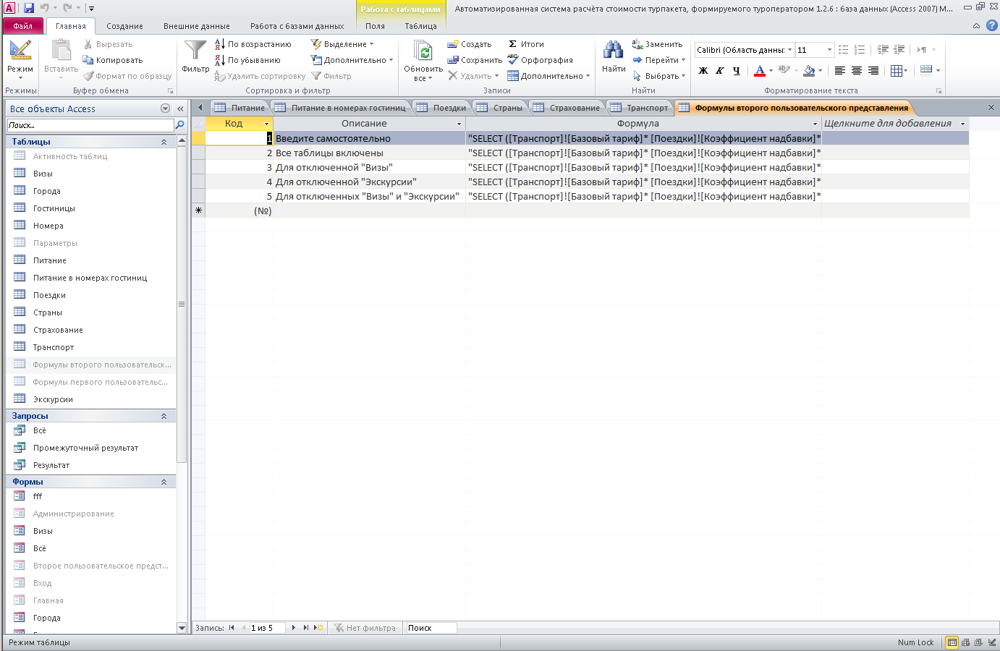 Работа с таблицами
Автоматизированная система расчёта стоимости турпакета, формируемого туроператором 1.2.6 : база данных (Access 2007) M...
Файл
Главная
Создание
Внешние данные
Работа с базами данных
Поля
Таблица
Режим
Режимы
Вставить
Вырезать
Копировать
Формат по образцу
Буфер обмена
Фильтр
По возрастанию
По убыванию
Удалить сортировку
Выделение
Дополнительно
Фильтр
Сортировка и фильтр
Обновить
все
Создать
Сохранить
Удалить
Σ Итоги
Орфография
Дополнительно
Записи
Найти
Заменить
Перейти
Выбрать
Найти
Calibri (Область данны:
11
Ж К Ч
Форматирование текста
Все объекты Access
Поиск...
Таблицы
Активность таблиц
Визы
Города
Гостиницы
Номера
Параметры
Питание
Питание в номерах гостиниц
Поездки
Страны
Страхование
Транспорт
Формулы второго пользовательск...
Формулы первого пользовательс...
Экскурсии
Запросы
Всё
Промежуточный результат
Результат
Формы
fff
Администрирование
Визы
Всё
Второе пользовательское предст...
Вход
Главная
Города
Питание
Питание в номерах гостиниц
Поездки
Страны
Страхование
Транспорт
Формулы второго пользовательского представления
Код Описание Формула Щелкните для добавления
1 Введите самостоятельно "SELECT ([Транспорт]![Базовый тариф]* [Поездки]![Коэффициент надбавки]*
2 Все таблицы включены "SELECT ([Транспорт]![Базовый тариф]* [Поездки]![Коэффициент надбавки]*
3 Для отключенной "Визы" "SELECT ([Транспорт]![Базовый тариф]* [Поездки]![Коэффициент надбавки]*
4 Для отключенной "Экскурсии" "SELECT ([Транспорт]![Базовый тариф]* [Поездки]![Коэффициент надбавки]*
5 Для отключенных "Визы" и "Экскурсии" "SELECT ([Транспорт]![Базовый тариф]* [Поездки]![Коэффициент надбавки]*
(№)
Запись: 1 из 5 Нет фильтра Поиск
Режим таблицы
Num Lock